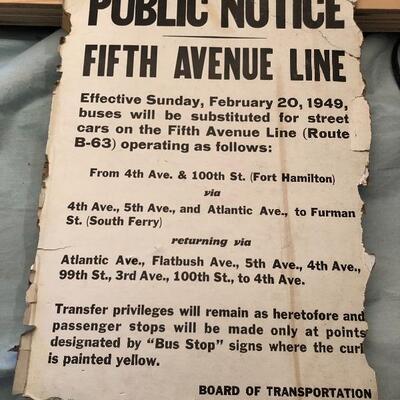 PUBLIC NOTICE
FIFTH AVENUE LINE
Effective Sunday, February 20, 1949,
buses will be substituted for street
cars on the Fifth Avenue Line (Route
B-63) operating as follows:
From 4th Ave. & 100th St. (Fort Hamilton)
via
4th Ave., 5th Ave., and Atlantic Ave., to Furman
St. (South Ferry)
returning via
Atlantic Ave., Flatbush Ave., 5th Ave., 4th Ave.,
99th St., 3rd Ave., 100th St., to 4th Ave.
Transfer privileges will remain as heretofore and
passenger stops will be made only at points
designated by "Bus Stop" signs where the curb
is painted yellow.
BOARD OF TRANSPORTATION